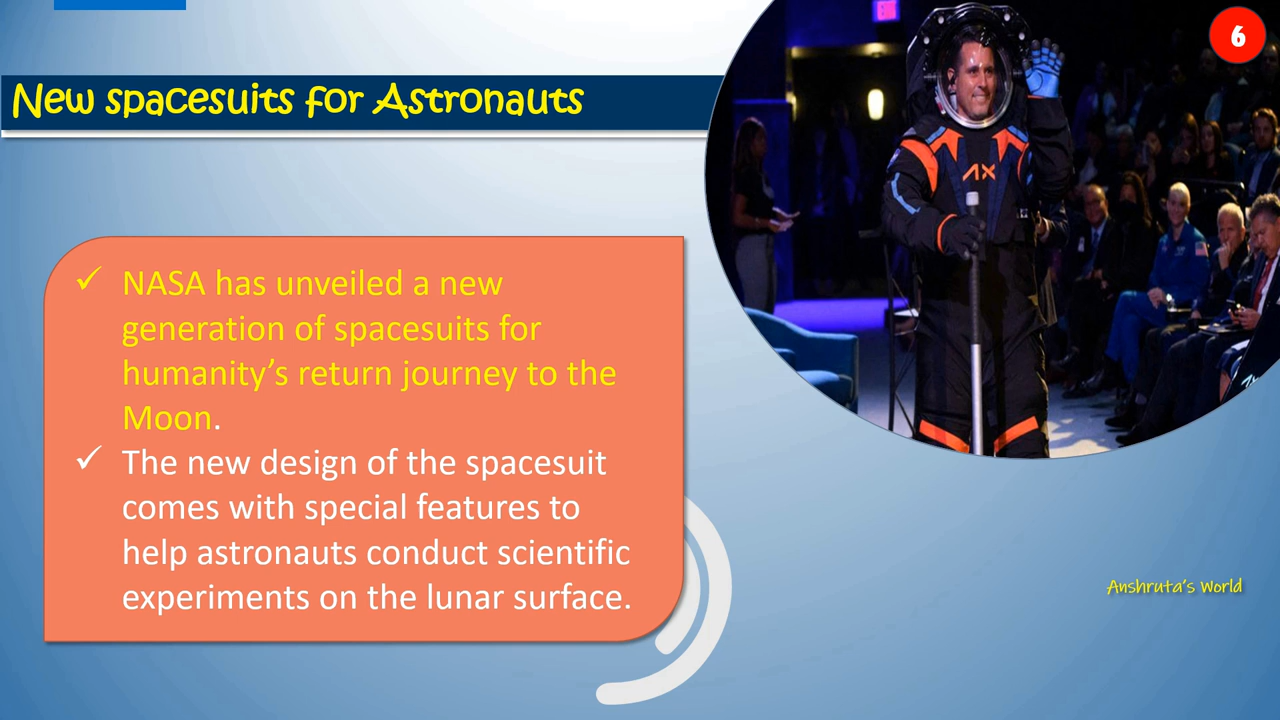 6
New spacesuits for Astronauts
AX
✓ NASA has unveiled a new
generation of spacesuits for
humanity’s return journey to the
Moon.
✓ The new design of the spacesuit
comes with special features to
help astronauts conduct scientific
experiments on the lunar surface.
Anshruta's World